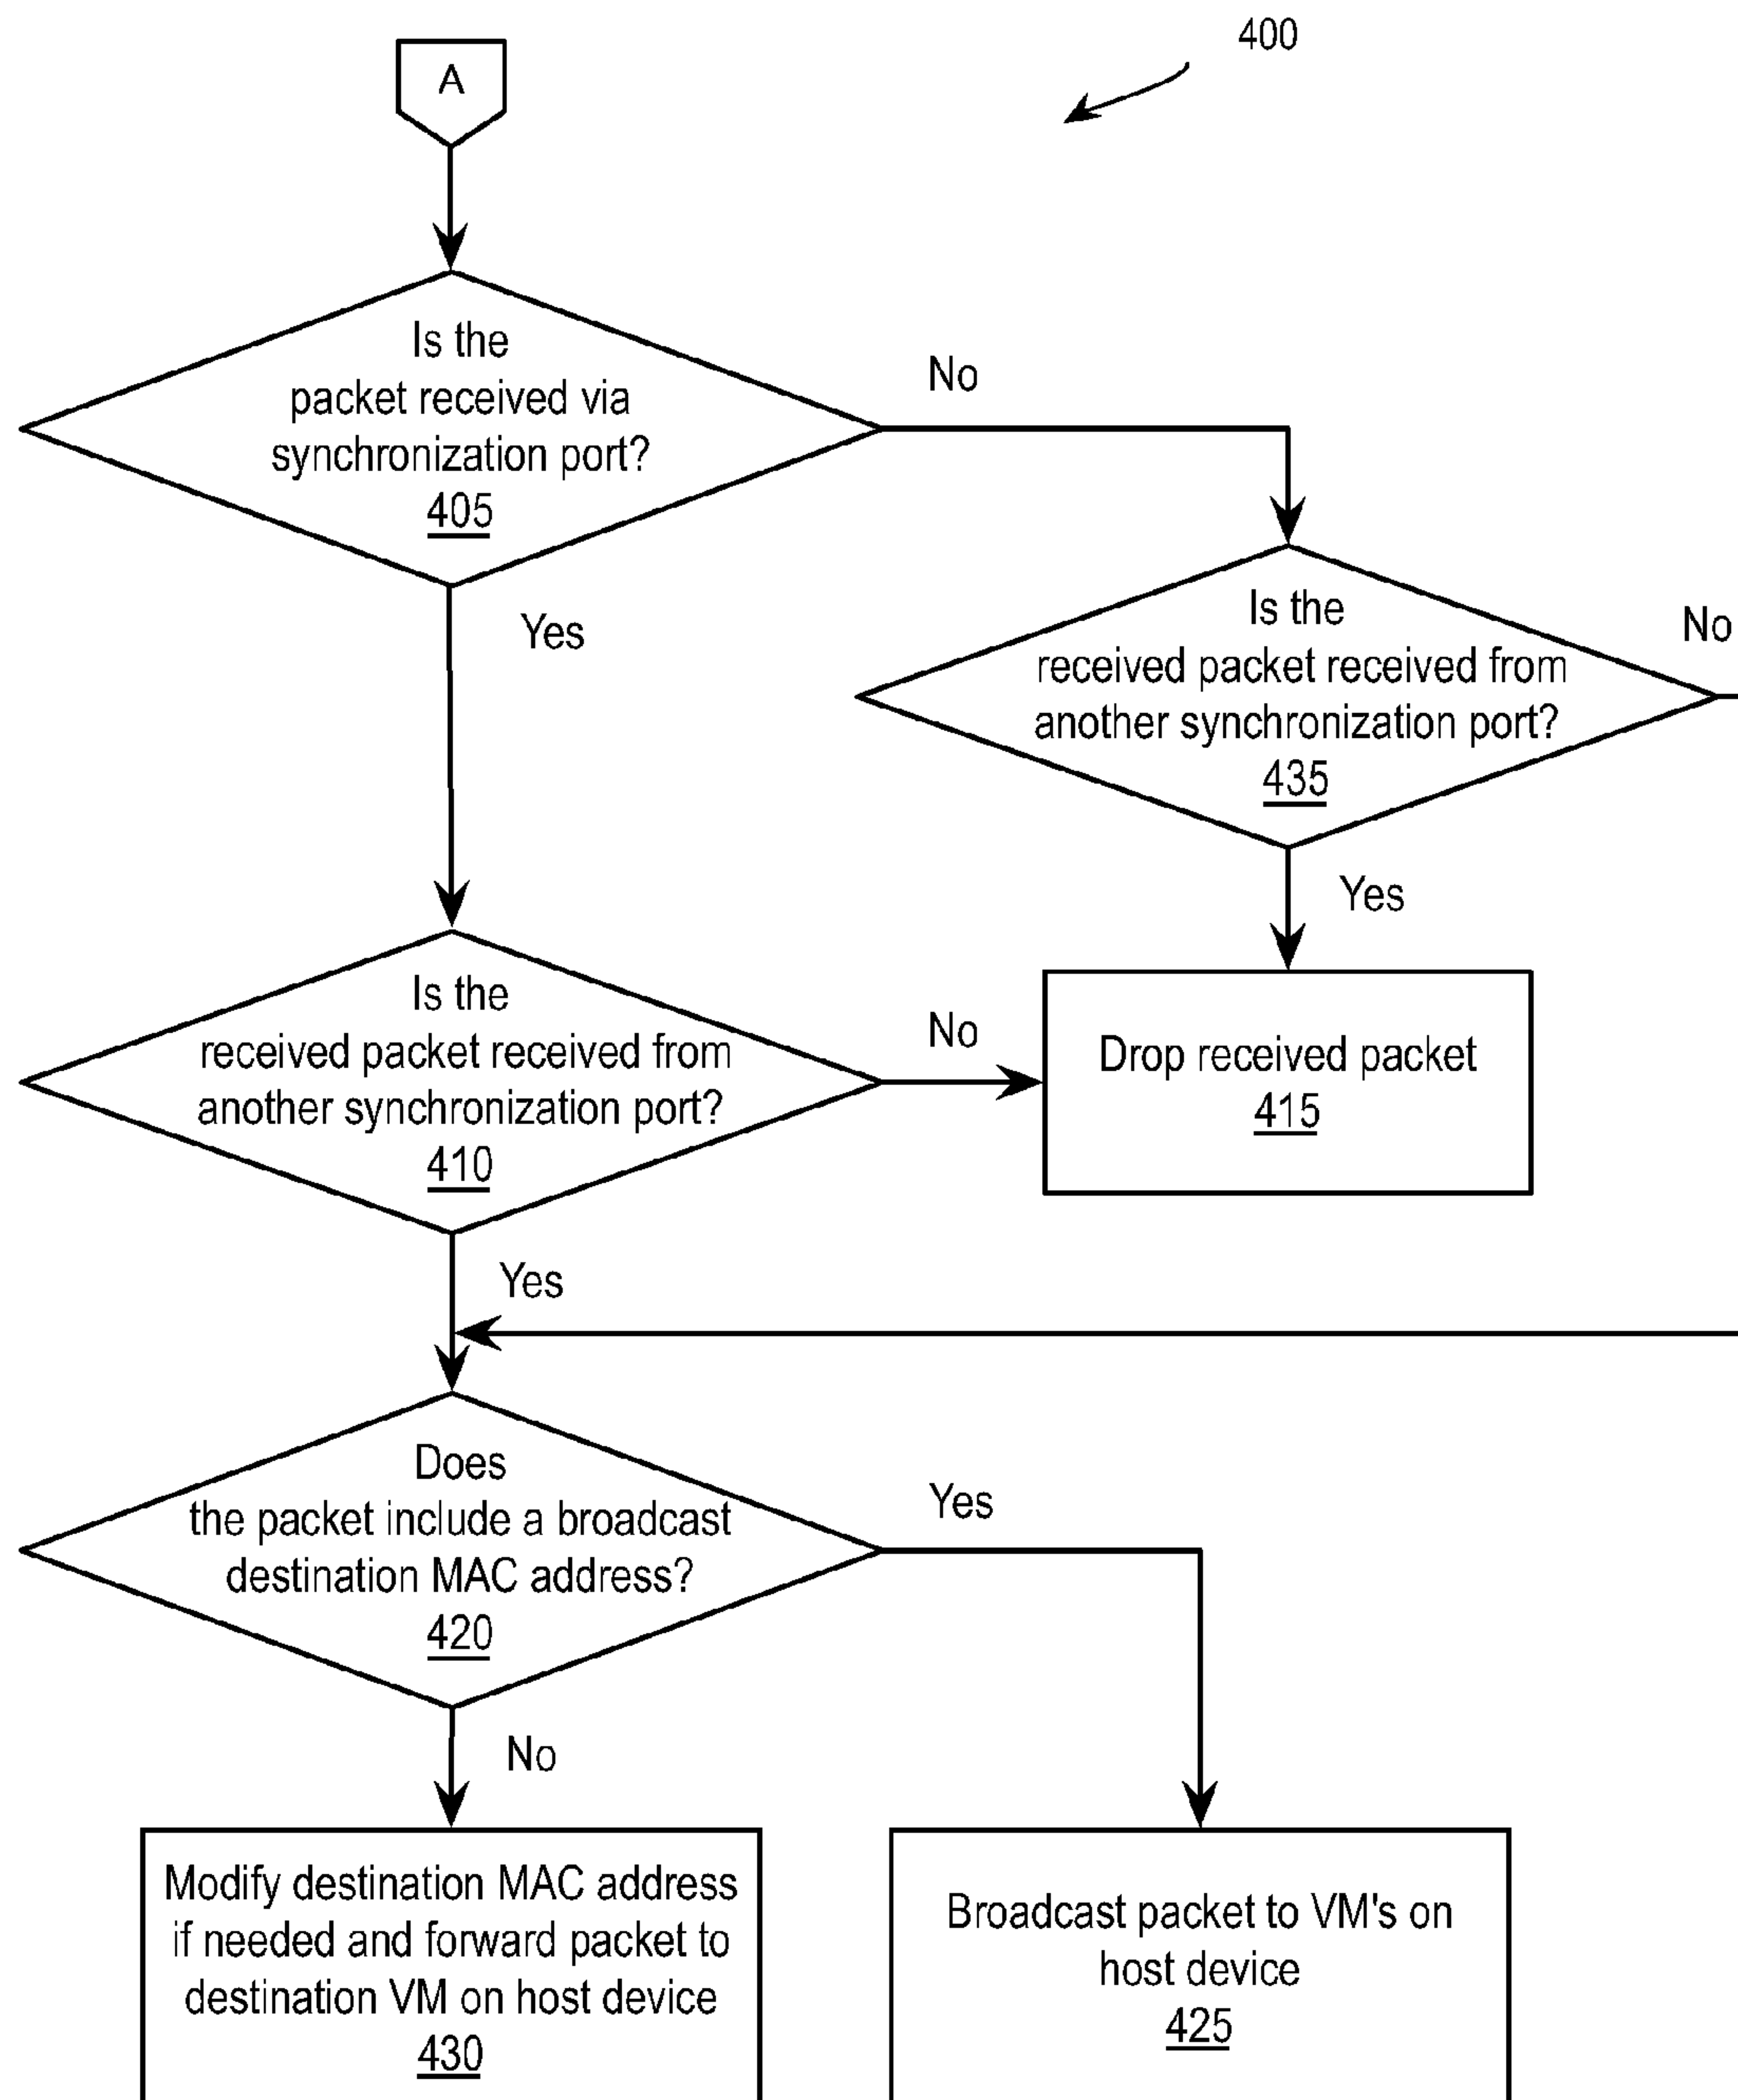 400
A
Is the
packet received via
synchronization port?
405
No
Yes
Is the
received packet received from
another synchronization port?
435
No
Yes
Is the
received packet received from
another synchronization port?
410
No
Drop received packet
415
Yes
Does
the packet include a broadcast
destination MAC address?
420
Yes
No
Modify destination MAC address
if needed and forward packet to
destination VM on host device
430
Broadcast packet to VM's on
host device
425